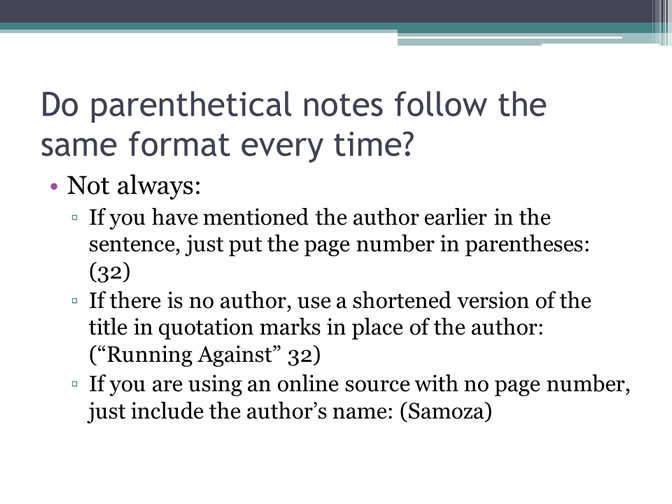 Do parenthetical notes follow the
same format every time?
• Not always:
▫ If you have mentioned the author earlier in the
sentence, just put the page number in parentheses:
(32)
▫ If there is no author, use a shortened version of the
title in quotation marks in place of the author:
(“Running Against” 32)
▫ If you are using an online source with no page number,
just include the author’s name: (Samoza)